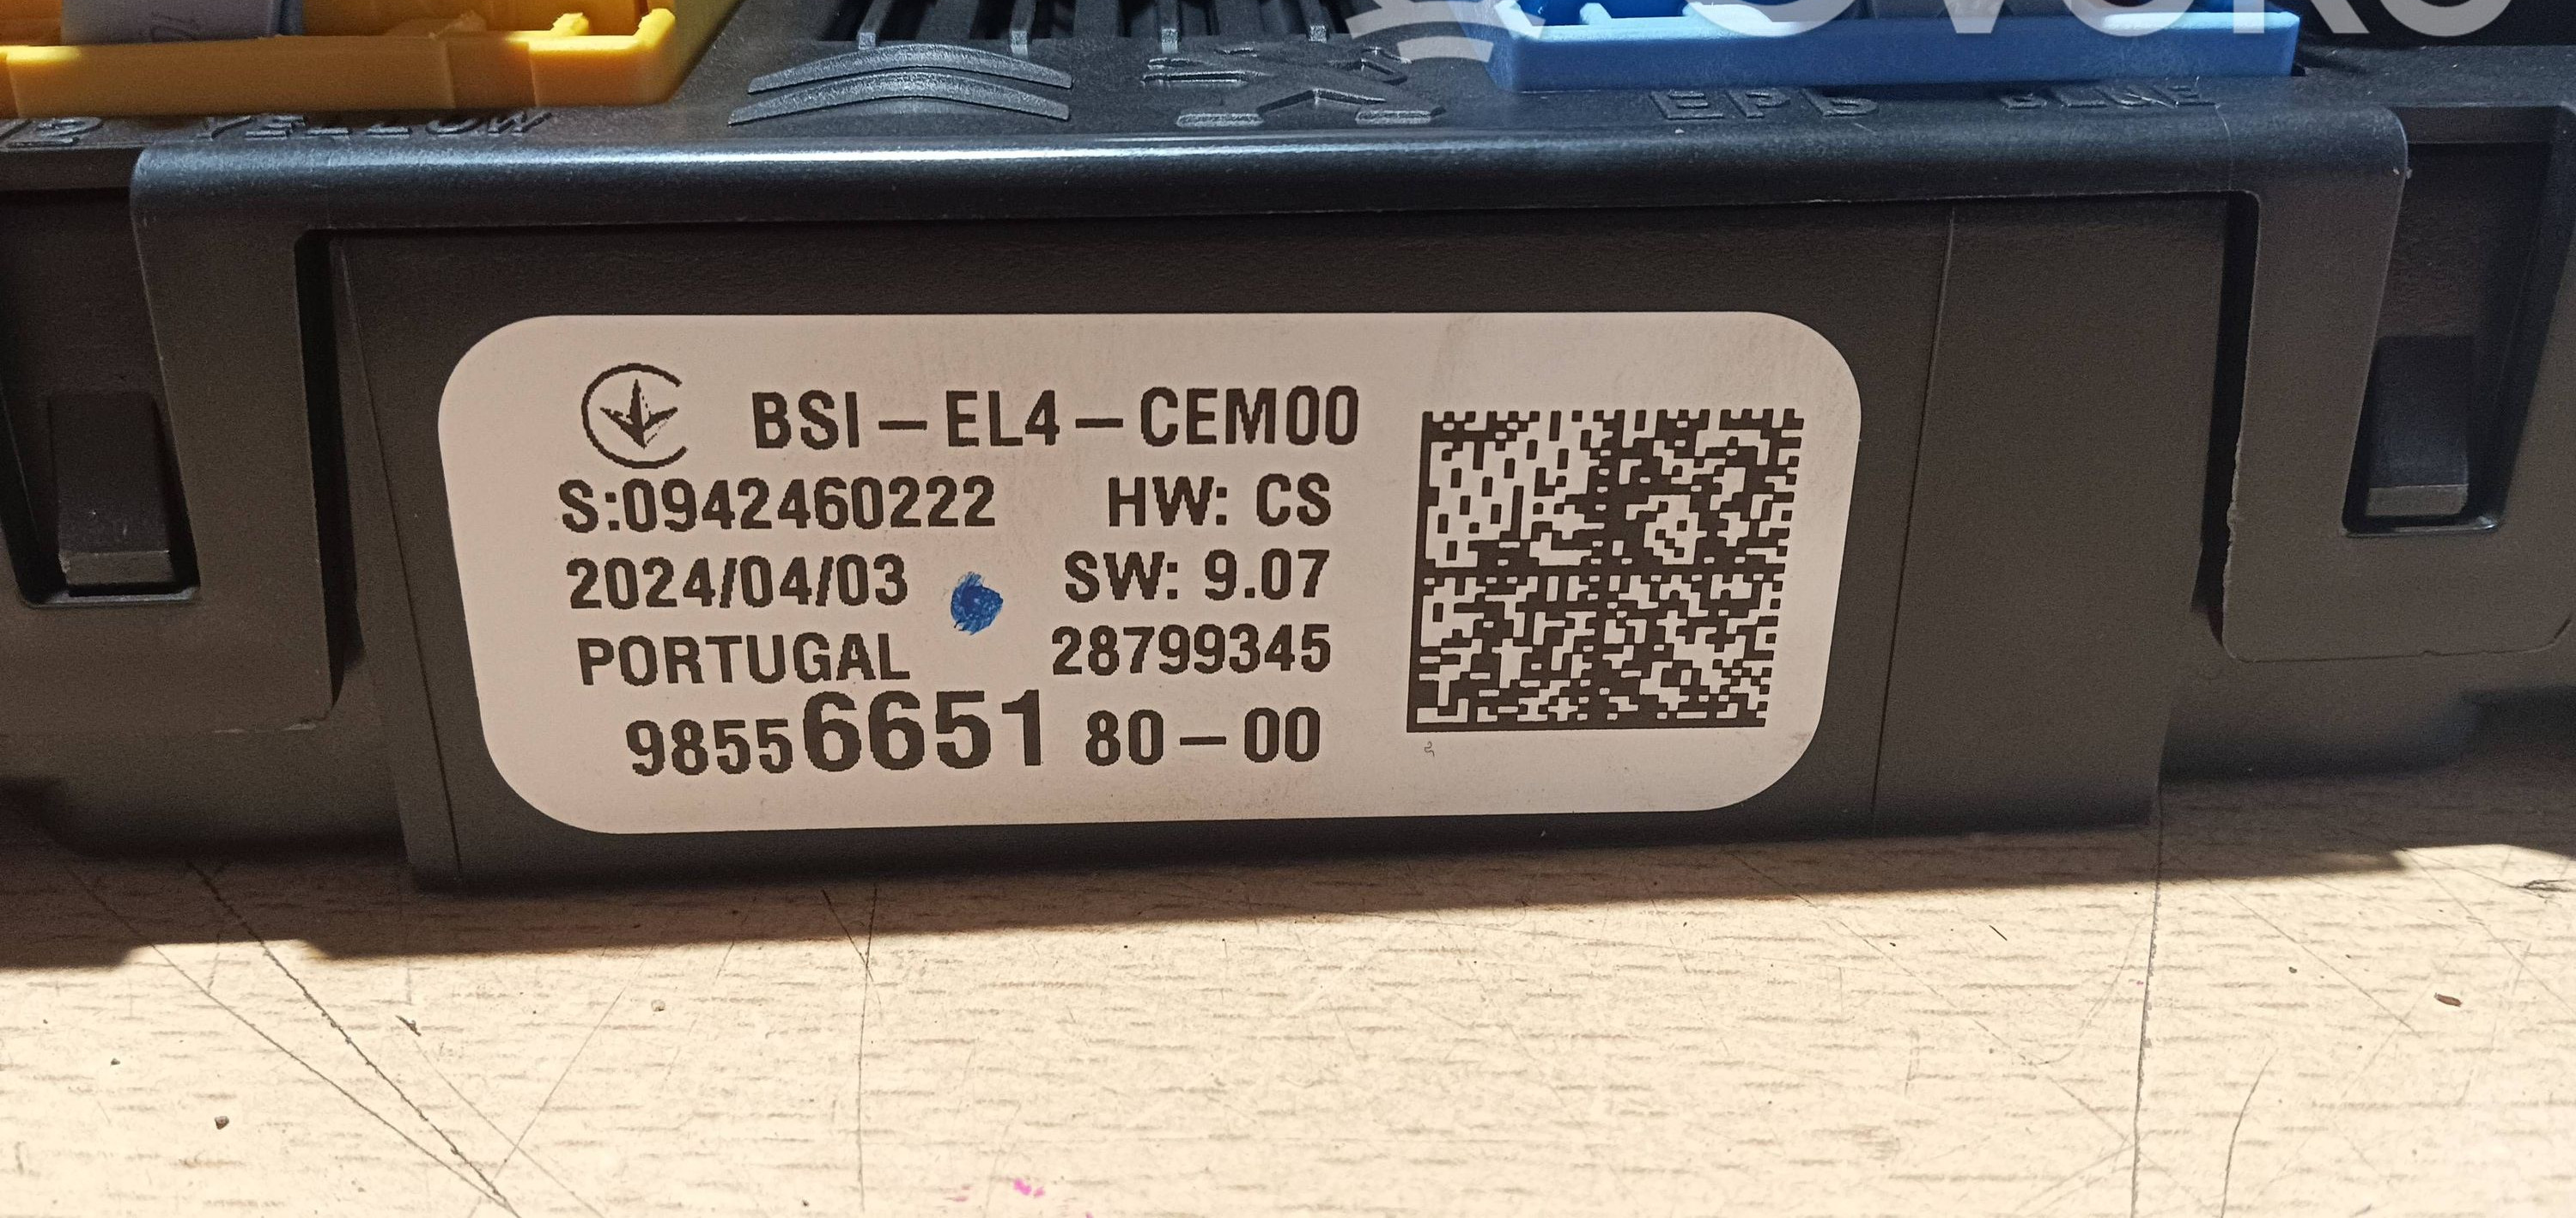 YELLOW
EPB BLUE
BSI-EL4-CEM00
S:0942460222 HW: CS
2024/04/03 SW: 9.07
PORTUGAL 28799345
9855665180-00